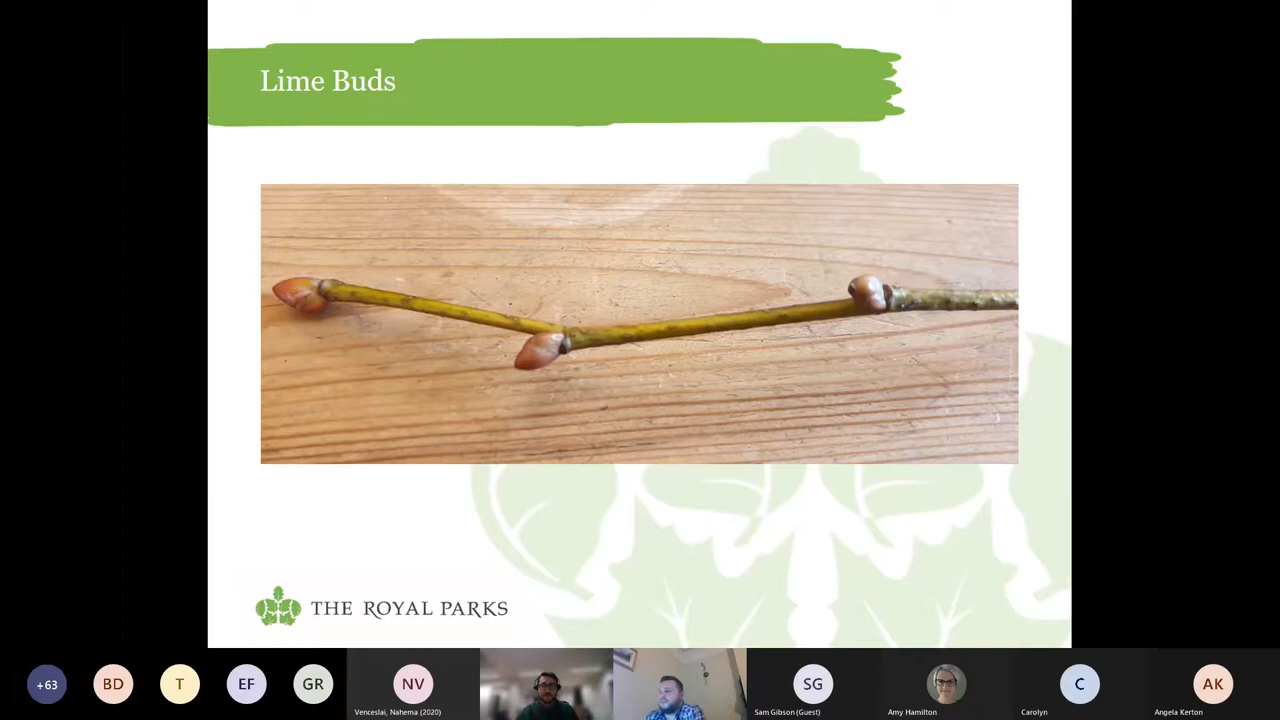 Lime Buds
THE ROYAL PARKS
+63
BD
T
EF
GR
NV
SG
C
AK
Venceslai, Nahema (2020)
Sam Gibson (Guest)
Amy Hamilton
Carolyn
Angela Kerton